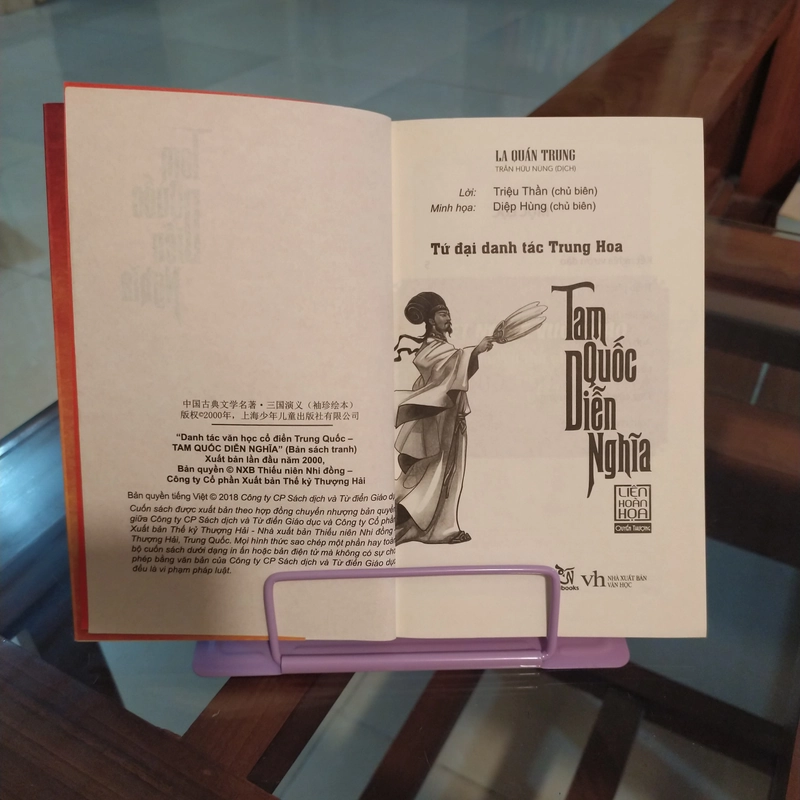 中国古典文学名著·三国演义（袖珍绘本）
版权©2000年，上海少年儿童出版社有限公司
“Danh tác văn học cổ điển Trung Quốc –
TAM QUỐC DIỄN NGHĨA” (Bản sách tranh)
Xuất bản lần đầu năm 2000,
Bản quyền © NXB Thiếu niên Nhi đồng –
Công ty Cổ phần Xuất bản Thế kỷ Thượng Hải
Bản quyền tiếng Việt © 2018 Công ty CP Sách dịch và Từ điển Giáo dục
Cuốn sách được xuất bản theo hợp đồng chuyển nhượng bản quyền
giữa Công ty CP Sách dịch và Từ điển Giáo dục và Công ty Cổ phần
Xuất bản Thế kỷ Thượng Hải - Nhà xuất bản Thiếu niên Nhi đồng
Thượng Hải, Trung Quốc. Mọi hình thức sao chép một phần hay toàn
bộ cuốn sách dưới dạng in ấn hoặc bản điện tử mà không có sự cho
phép bằng văn bản của Công ty CP Sách dịch và Từ điển Giáo dục
đều là vi phạm pháp luật.
LA QUÁN TRUNG
TRẦN HỮU NÙNG (DỊCH)
Lời: Triệu Thần (chủ biên)
Minh họa: Diệp Hùng (chủ biên)
Tứ đại danh tác Trung Hoa
Tam
Quốc
Diễn
Nghĩa
LIÊN
HOÀN
HỌA
QUYỂN THƯỢNG
books
vh NHÀ XUẤT BẢN
VĂN HỌC